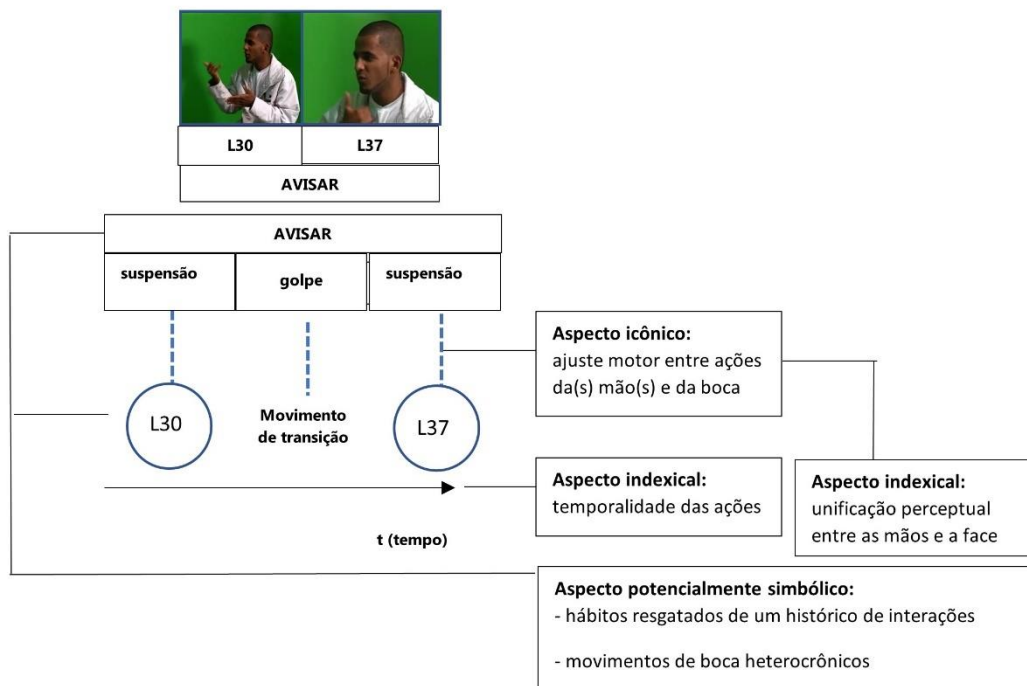 L30
L37
AVISAR
AVISAR
suspensão
golpe
suspensão
L30
Movimento
de transição
L37
t (tempo)
Aspecto icônico:
ajuste motor entre ações
da(s) mão(s) e da boca
Aspecto indexical:
temporalidade das ações
Aspecto indexical:
unificação perceptual
entre as mãos e a face
Aspecto potencialmente simbólico:
- hábitos resgatados de um histórico de interações
- movimentos de boca heterocrônicos